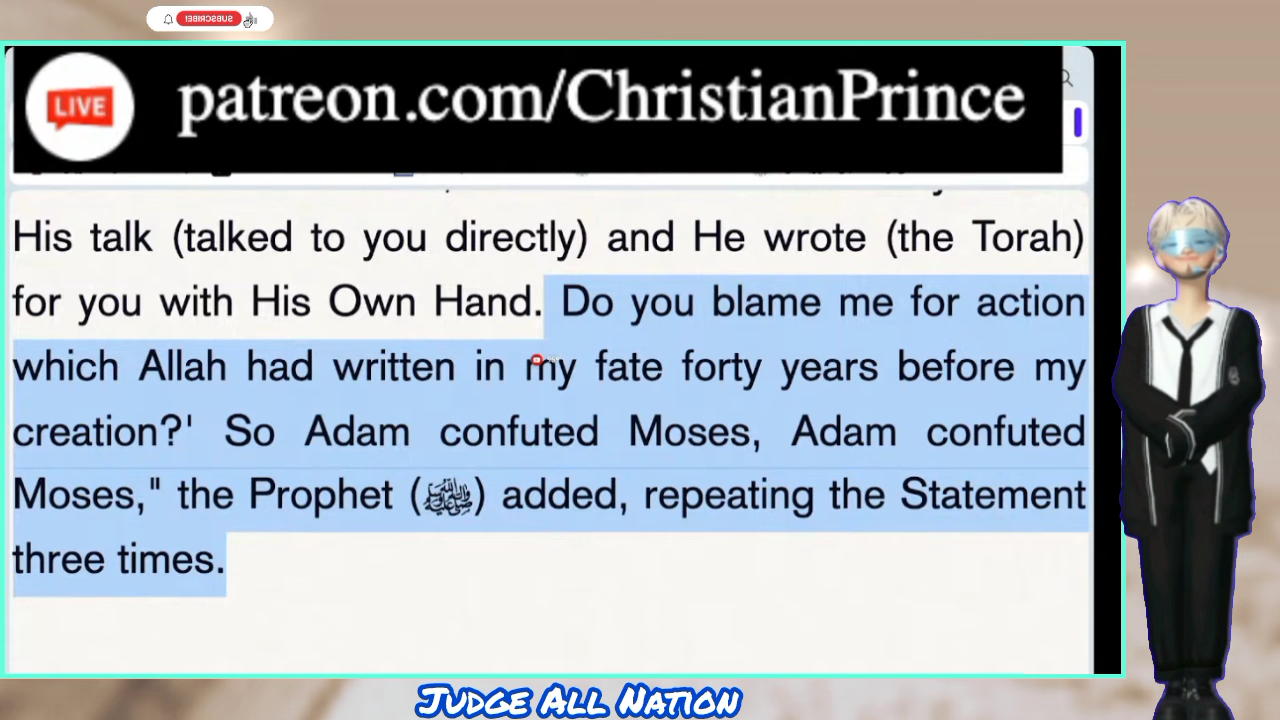 SUBSCRIBE!
LIVE patreon.com/ChristianPrince
His talk (talked to you directly) and He wrote (the Torah)
for you with His Own Hand. Do you blame me for action
which Allah had written in my fate forty years before my
creation?' So Adam confuted Moses, Adam confuted
Moses," the Prophet (ﷺ) added, repeating the Statement
three times.
JUDGE ALL NATION